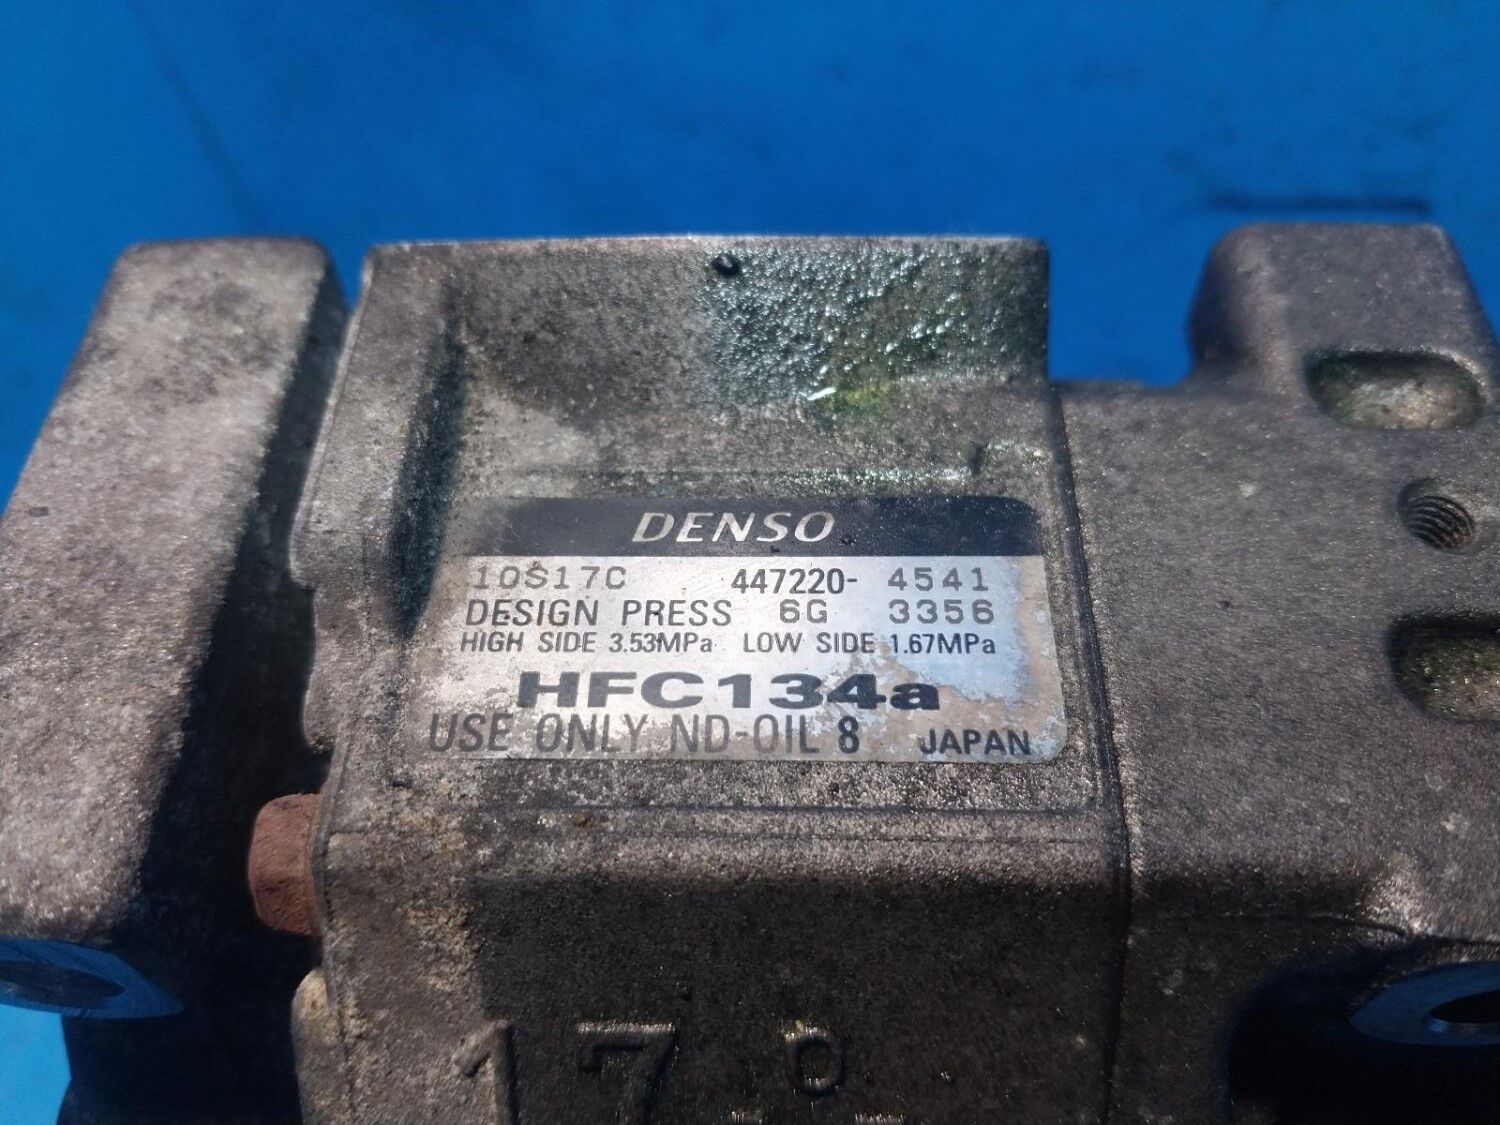 DENSO
10S17C 447220- 4541
DESIGN PRESS 6G 3356
HIGH SIDE 3.53MPa LOW SIDE 1.67MPa
HFC134a
USE ONLY ND-OIL 8 JAPAN
17